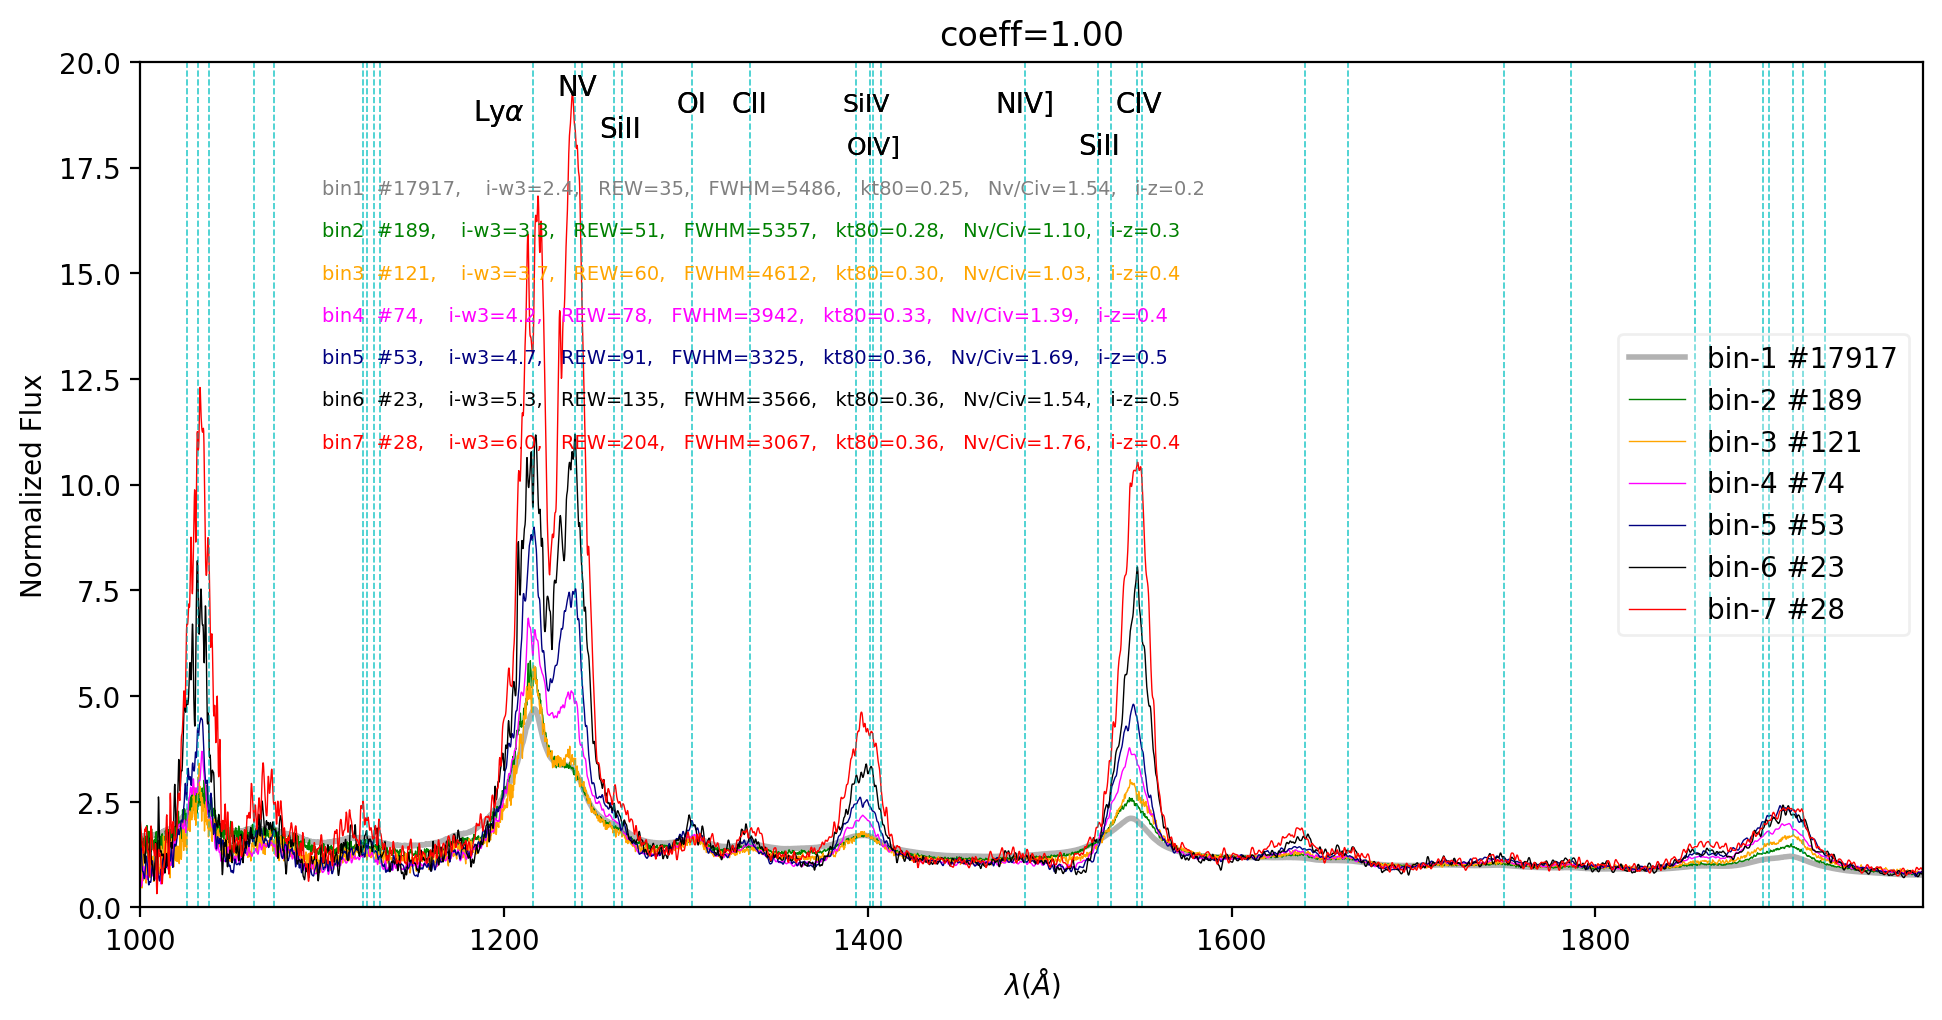 coeff=1.00
20.0
17.5
15.0
12.5
10.0
7.5
5.0
2.5
0.0
Normalized Flux
NV
Lyα
SiII
OI
CII
SiIV
OIV]
NIV]
CIV
SiII
bin1 #17917, i-w3=2.4, REW=35, FWHM=5486, kt80=0.25, Nv/Civ=1.54, i-z=0.2
bin2 #189, i-w3=3.3, REW=51, FWHM=5357, kt80=0.28, Nv/Civ=1.10, i-z=0.3
bin3 #121, i-w3=3.7, REW=60, FWHM=4612, kt80=0.30, Nv/Civ=1.03, i-z=0.4
bin4 #74, i-w3=4.2, REW=78, FWHM=3942, kt80=0.33, Nv/Civ=1.39, i-z=0.4
bin5 #53, i-w3=4.7, REW=91, FWHM=3325, kt80=0.36, Nv/Civ=1.69, i-z=0.5
bin6 #23, i-w3=5.3, REW=135, FWHM=3566, kt80=0.36, Nv/Civ=1.54, i-z=0.5
bin7 #28, i-w3=6.0, REW=204, FWHM=3067, kt80=0.36, Nv/Civ=1.76, i-z=0.4
bin-1 #17917
bin-2 #189
bin-3 #121
bin-4 #74
bin-5 #53
bin-6 #23
bin-7 #28
1000 1200 1400 1600 1800
λ(Å)